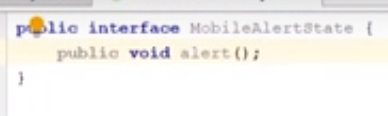 public interface MobileAlertState {
public void alert();
}